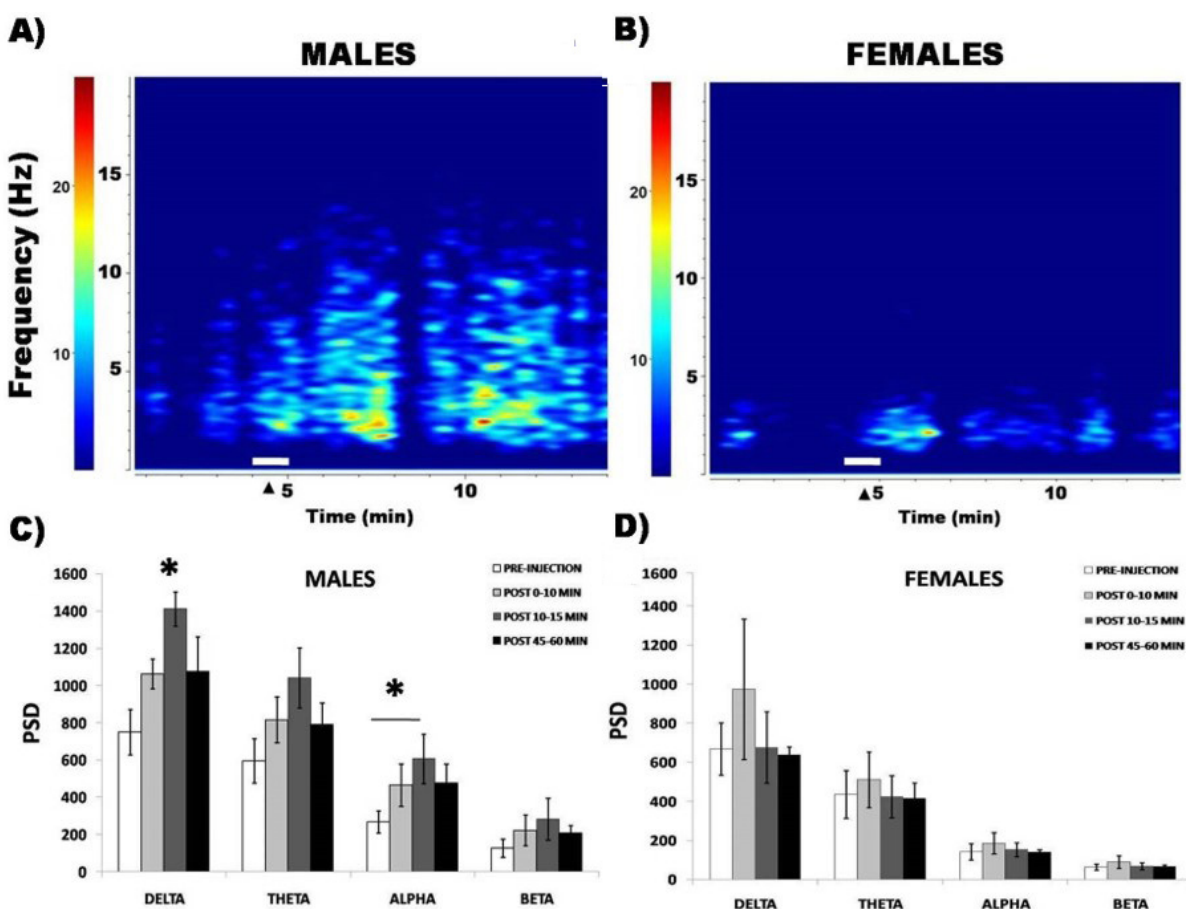 A)
MALES
Frequency (Hz)
20
10
15
10
5
▲5
10
Time (min)
B)
FEMALES
20
10
15
10
5
▲5
10
Time (min)
C)
MALES
*
*
PRE-INJECTION
POST 0-10 MIN
POST 10-15 MIN
POST 45-60 MIN
PSD
1600
1400
1200
1000
800
600
400
200
0
DELTA THETA ALPHA BETA
D)
FEMALES
PRE-INJECTION
POST 0-10 MIN
POST 10-15 MIN
POST 45-60 MIN
PSD
1600
1400
1200
1000
800
600
400
200
0
DELTA THETA ALPHA BETA